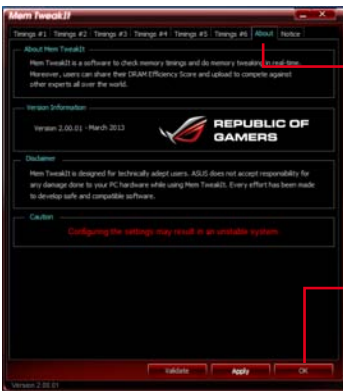 Mem TweakIt
Timings #1 Timings #2 Timings #3 Timings #4 Timings #5 Timings #6 About Notice
About Mem TweakIt
Mem TweakIt is a software to check memory timings and do memory tweaking in real-time.
Moreover, users can share their DRAM Efficiency Score and upload to compete against
other experts all over the world.
Version Information
Version 2.00.01 - March 2013
REPUBLIC OF
GAMERS
Disclaimer
Mem TweakIt is designed for technically adept users. ASUS does not accept responsibility for
any damage done to your PC hardware while using Mem TweakIt. Every effort has been made
to develop safe and compatible software.
Caution
Configuring the settings may result in an unstable system
Validate Apply OK
Version 2.00.01